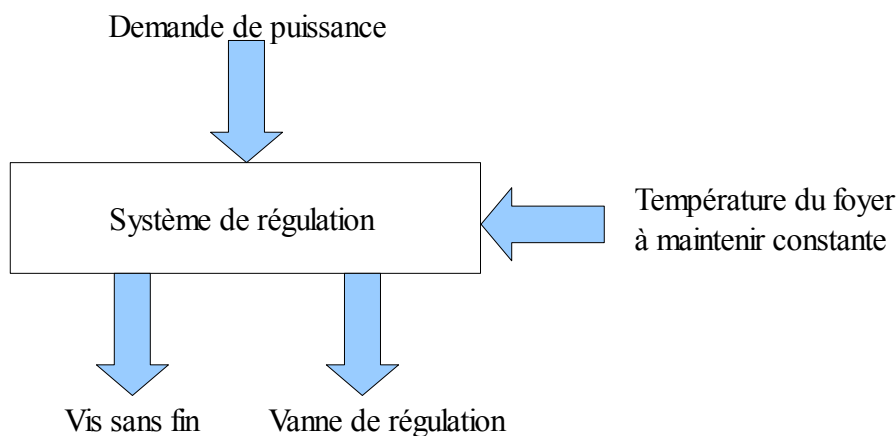 Demande de puissance
Système de régulation
Température du foyer
à maintenir constante
Vis sans fin
Vanne de régulation